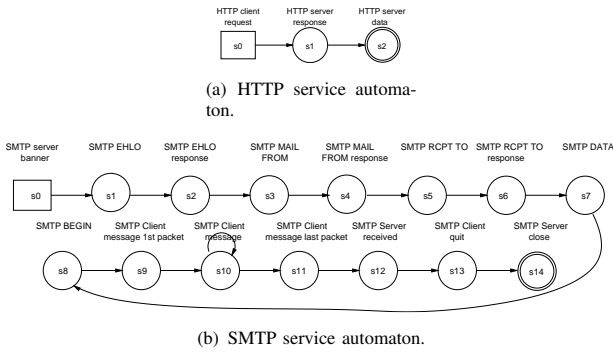 HTTP client HTTP server HTTP server
request response data
s0 s1 s2
(a) HTTP service automa-
ton.
SMTP server SMTP EHLO SMTP EHLO SMTP MAIL SMTP MAIL SMTP RCPT TO SMTP RCPT TO SMTP DATA
banner response FROM FROM response response
s0 s1 s2 s3 s4 s5 s6 s7
SMTP BEGIN SMTP Client SMTP Client SMTP Client SMTP Server SMTP Client SMTP Server
message 1st packet message message last packet received quit close
s8 s9 s10 s11 s12 s13 s14
(b) SMTP service automaton.